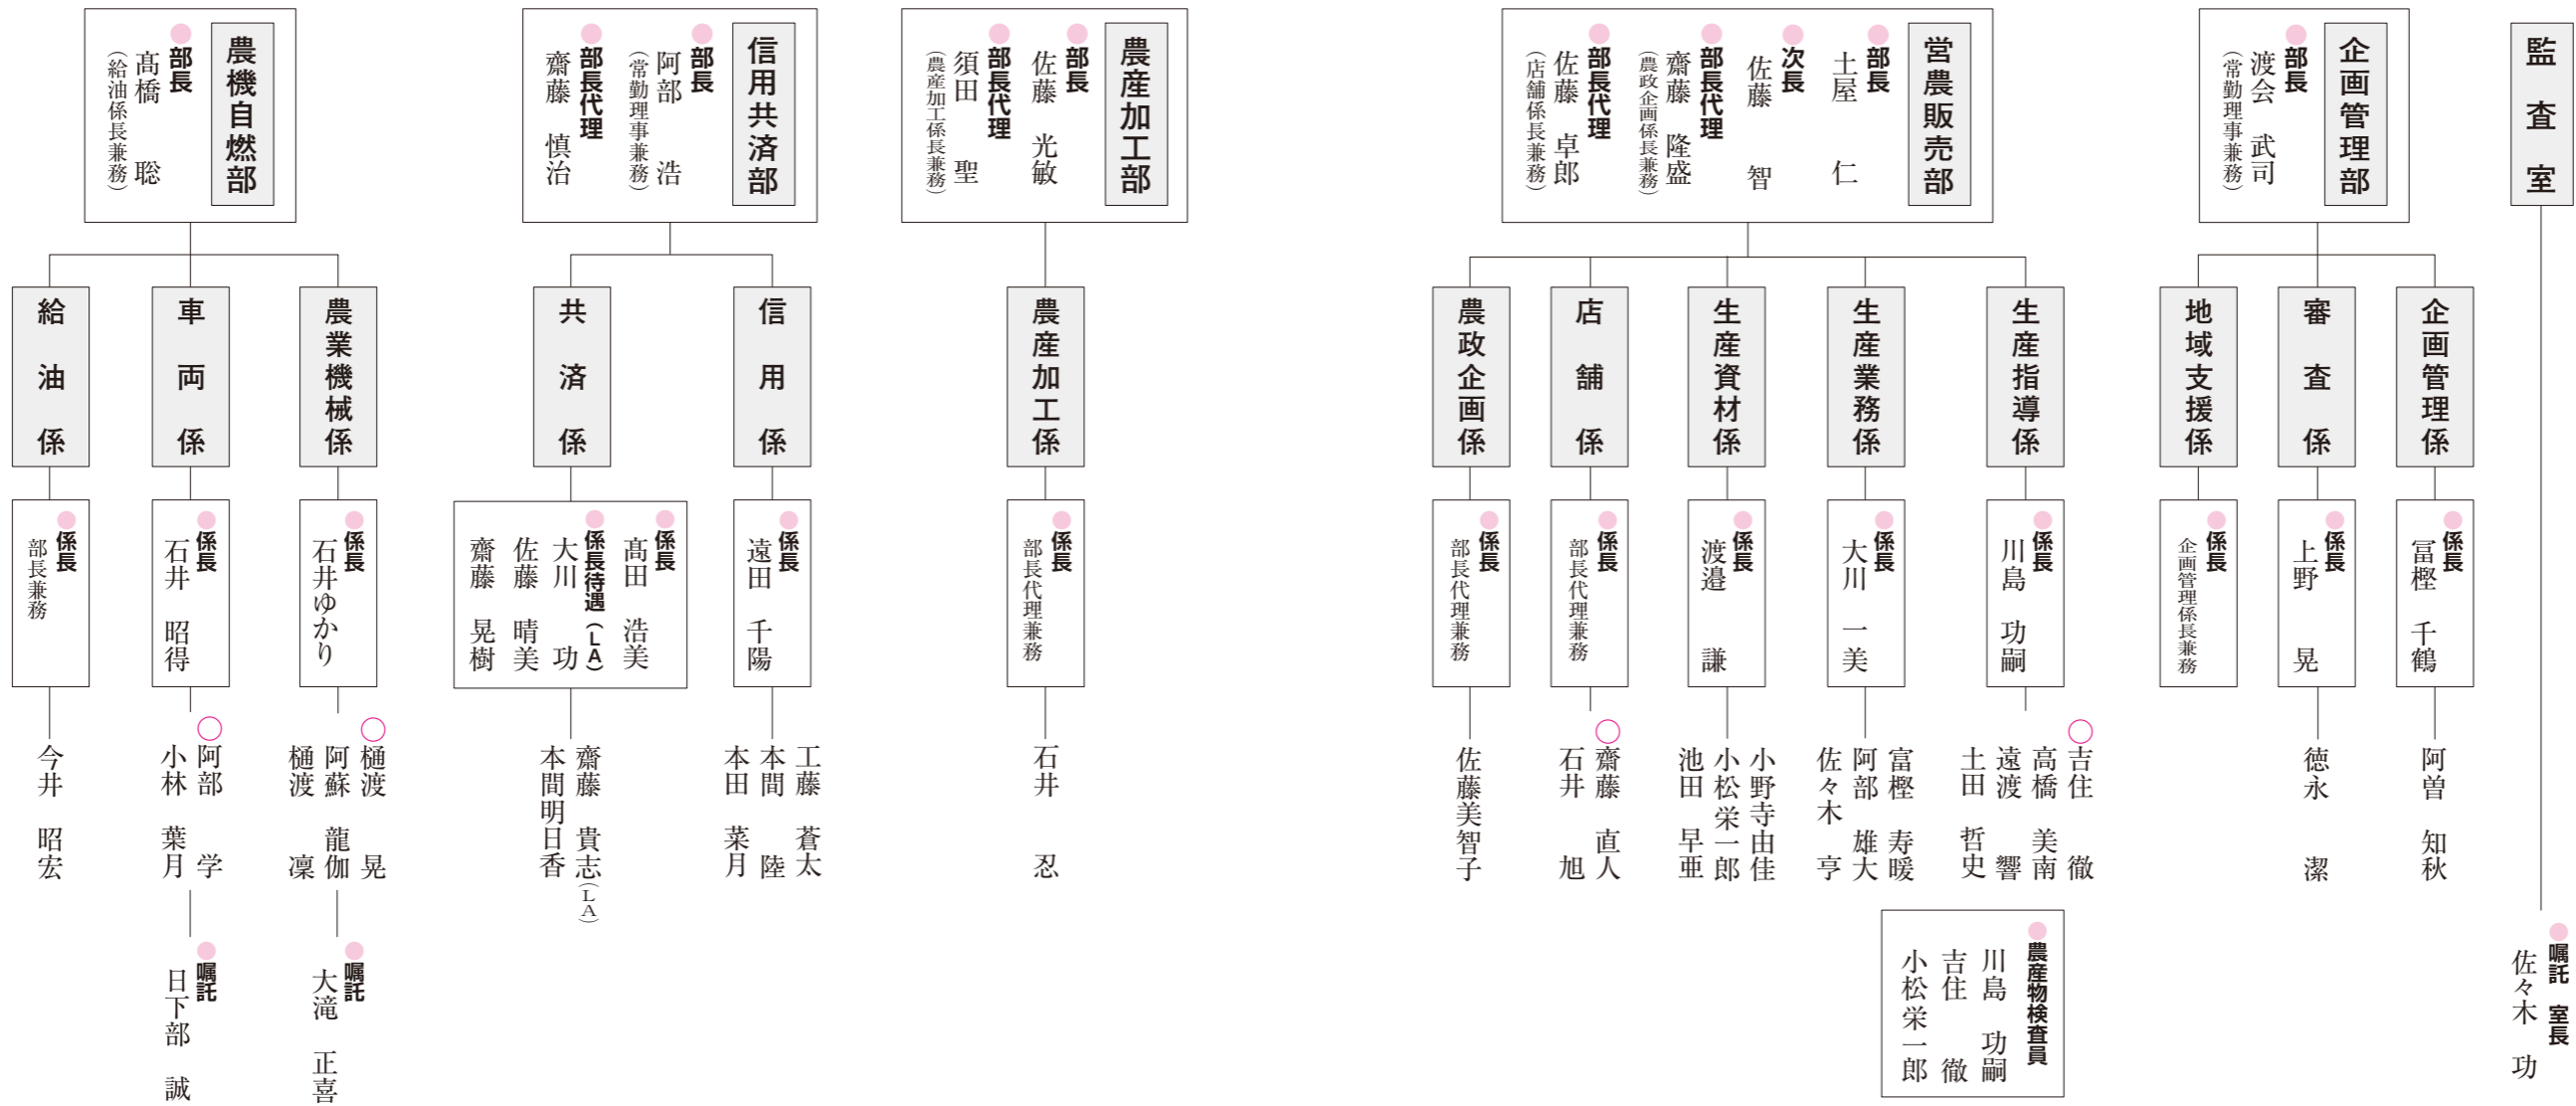 監査室
嘱託 室長
佐々木 功
企画管理部
部長
渡会 武司
(常勤理事兼務)
企画管理係
係長
冨樫 千鶴
阿曽 知秋
審査係
係長
上野 晃
徳永 潔
地域支援係
係長
企画管理係長兼務
営農販売部
部長
土屋 仁
次長
佐藤 智
部長代理
齋藤 隆盛
(農政企画係長兼務)
部長代理
佐藤 卓郎
(店舗係長兼務)
生産指導係
係長
川島 功嗣
○吉住 徹
高橋 美南
遠渡 響
土田 哲史
生産業務係
係長
大川 一美
富樫 寿暖
阿部 雄大
佐々木 亨
生産資材係
係長
渡邉 謙
小野寺由佳
小松栄一郎
池田 早亜
店舗係
係長
部長代理兼務
○齋藤 直人
石井 旭
農政企画係
係長
部長代理兼務
佐藤美智子
農産物検査員
川島 功嗣
吉住 徹
小松栄一郎
農産加工部
部長
佐藤 光敏
部長代理
須田 聖
(農産加工係長兼務)
農産加工係
係長
部長代理兼務
石井 忍
信用共済部
部長
阿部 浩
(常勤理事兼務)
部長代理
齋藤 慎治
信用係
係長
遠田 千陽
工藤 蒼太
本間 陸
本田 菜月
共済係
係長
髙田 浩美
係長待遇(LA)
大川 功
佐藤 晴美
齋藤 晃樹
齋藤 貴志(LA)
本間明日香
農機自燃部
部長
髙橋 聡
(給油係長兼務)
農業機械係
係長
石井ゆかり
○樋渡 晃
阿蘇 龍伽
樋渡 凜
嘱託
大滝 正喜
車両係
係長
石井 昭得
○阿部 学
小林 葉月
嘱託
日下部 誠
給油係
係長
部長兼務
今井 昭宏